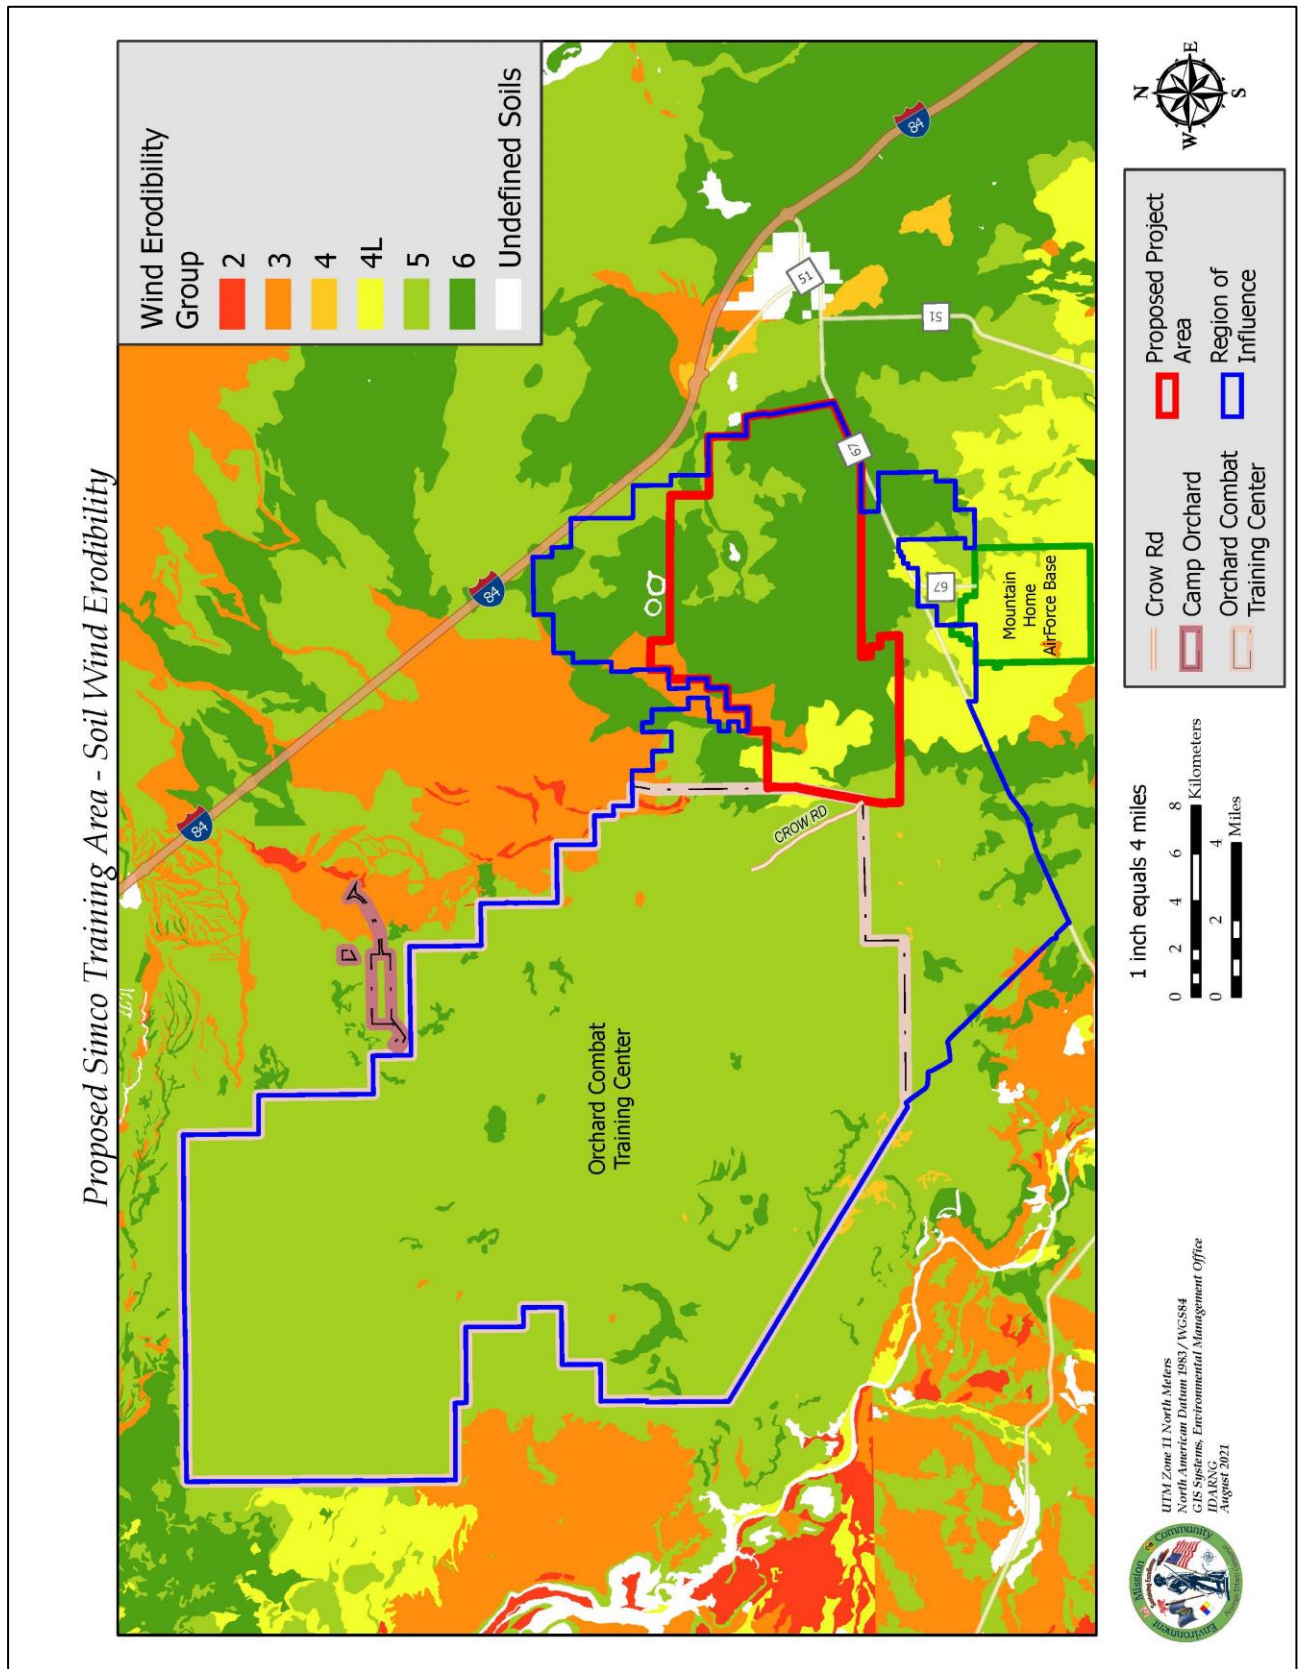 Proposed Simco Training Area - Soil Wind Erodibility
Wind Erodibility
Group
2
3
4
4L
5
6
Undefined Soils
84
84
84
84
51
51
67
67
CROW RD
Orchard Combat
Training Center
Mountain
Home
AirForce Base
N
W
E
S
Crow Rd
Camp Orchard
Orchard Combat
Training Center
Proposed Project
Area
Region of
Influence
1 inch equals 4 miles
0 2 4 8
Kilometers
0 2 4
Miles
UTM Zone 11 North Meters
North American Datum 1983/WGS84
GIS Systems, Environmental Management Office
IDARNG
August 2021
Mission
Community
Environment